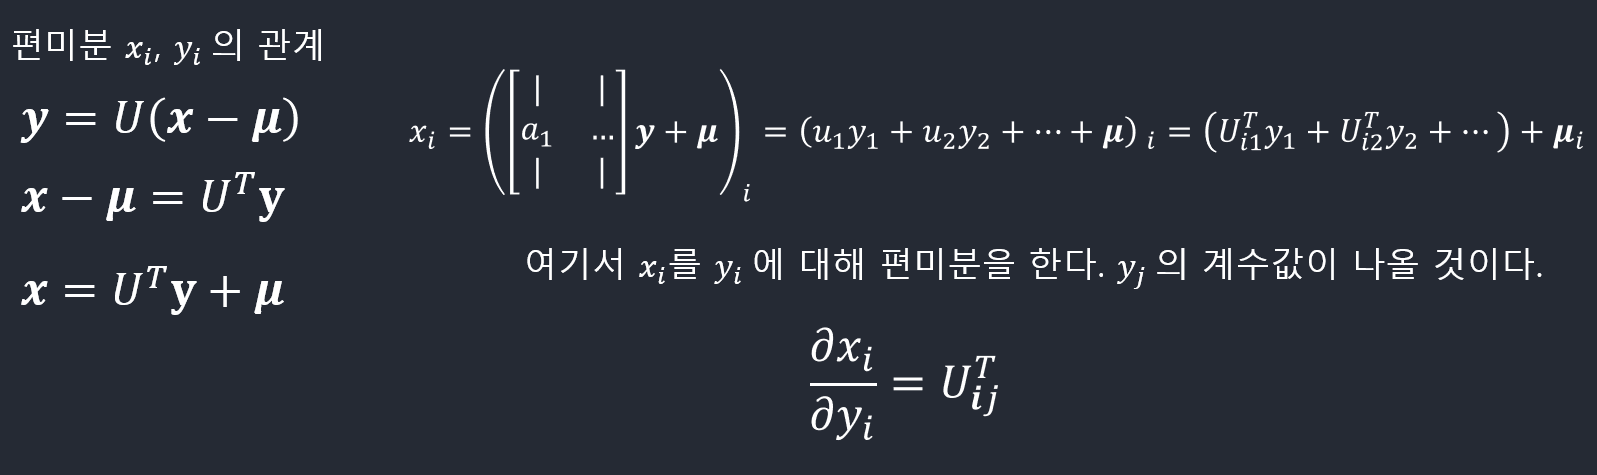 편미분 xᵢ, yᵢ 의 관계
y = U(x − μ)
x − μ = Uᵀy
x = Uᵀy + μ
xᵢ = ([| | a₁ … | |] y + μ)ᵢ = (u₁y₁ + u₂y₂ + ⋯ + μ)ᵢ = (Uᵀᵢ₁y₁ + Uᵀᵢ₂y₂ + ⋯ ) + μᵢ
여기서 xᵢ를 yᵢ 에 대해 편미분을 한다. yⱼ 의 계수값이 나올 것이다.
∂xᵢ/∂yᵢ = Uᵀᵢⱼ